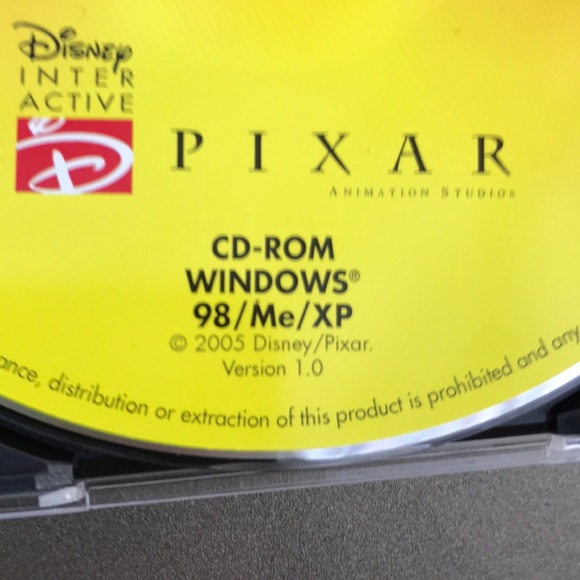 Disney
INTER
ACTIVE
PIXAR
ANIMATION STUDIOS
CD-ROM
WINDOWS®
98/Me/XP
© 2005 Disney/Pixar.
Version 1.0
distribution or extraction of this product is prohibited and any